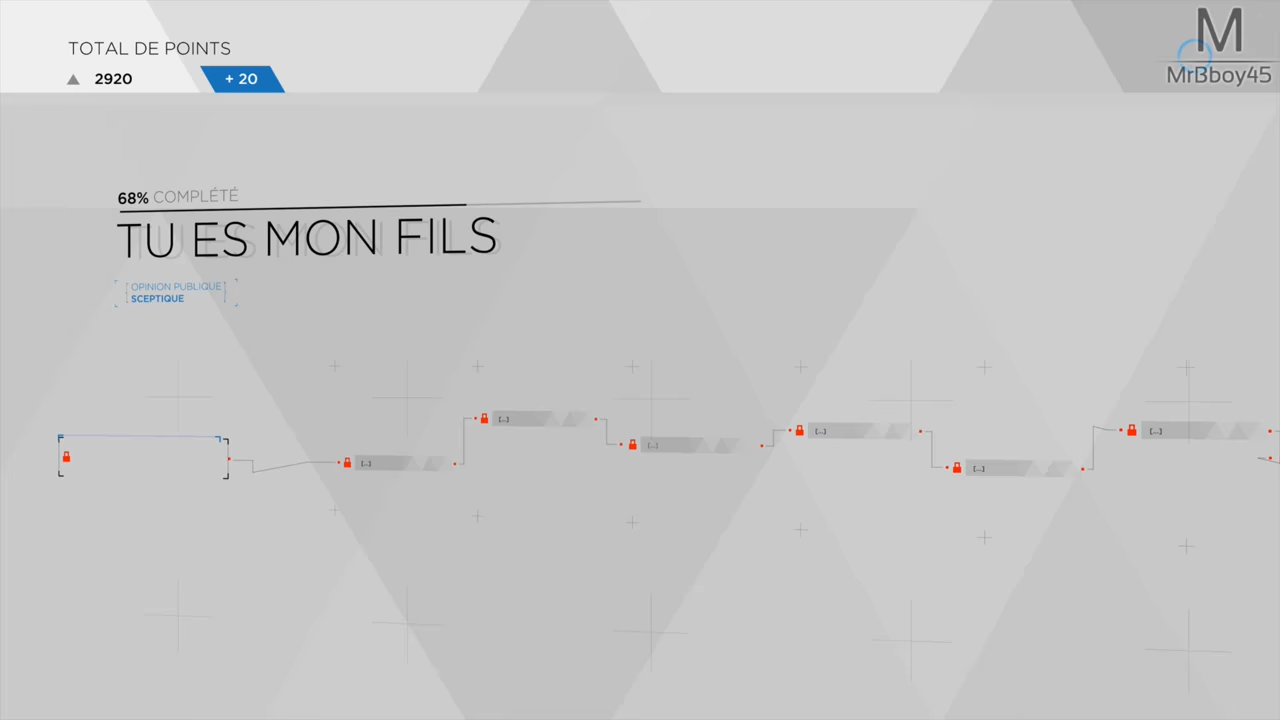 TOTAL DE POINTS
2920
+ 20
M
MrBboy45
68% COMPLÉTÉ
TU ES MON FILS
OPINION PUBLIQUE
SCEPTIQUE
[...]
[...]
[...]
[...]
[...]
[...]